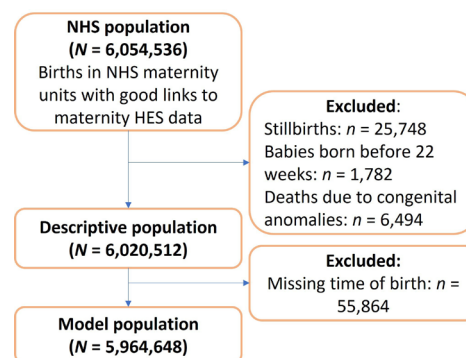 NHS population
(N = 6,054,536)
Births in NHS maternity
units with good links to
maternity HES data
Excluded:
Stillbirths: n = 25,748
Babies born before 22
weeks: n = 1,782
Deaths due to congenital
anomalies: n = 6,494
Descriptive population
(N = 6,020,512)
Excluded:
Missing time of birth: n =
55,864
Model population
(N = 5,964,648)